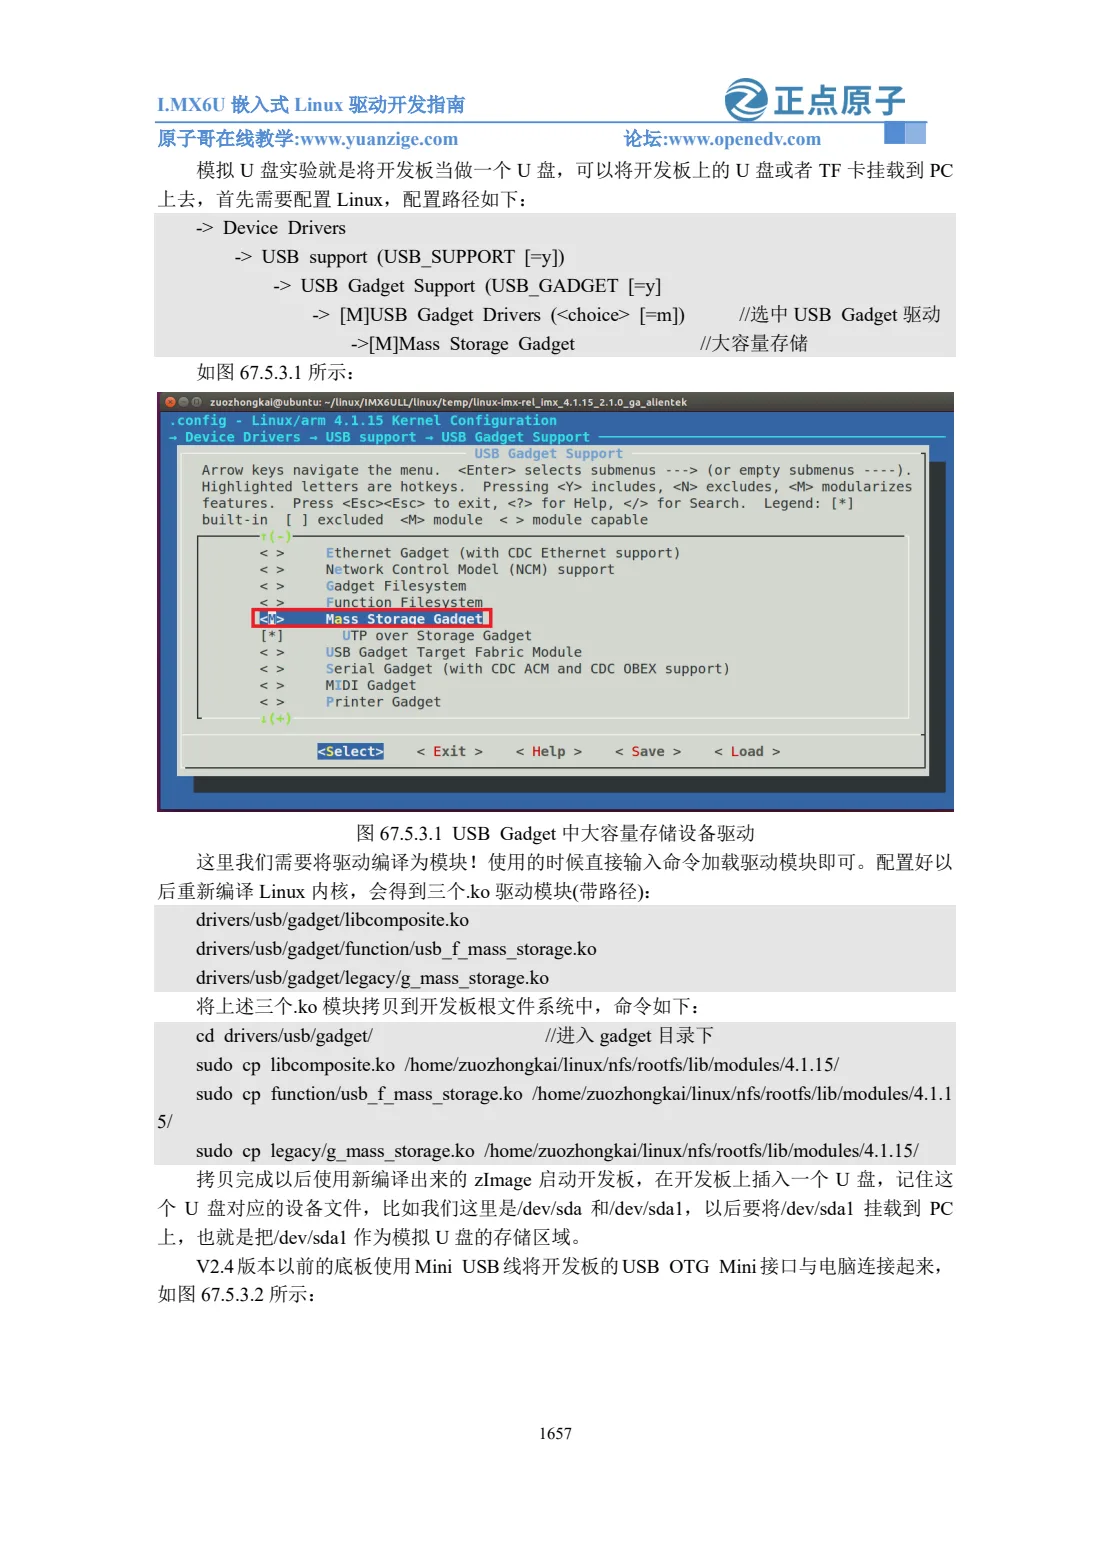 I.MX6U 嵌入式 Linux 驱动开发指南
正点原子
原子哥在线教学:www.yuanzige.com 论坛:www.openedv.com
模拟 U 盘实验就是将开发板当做一个 U 盘，可以将开发板上的 U 盘或者 TF 卡挂载到 PC
上去，首先需要配置 Linux，配置路径如下：
-> Device Drivers
-> USB support (USB_SUPPORT [=y])
-> USB Gadget Support (USB_GADGET [=y]
-> [M]USB Gadget Drivers (<choice> [=m]) //选中 USB Gadget 驱动
->[M]Mass Storage Gadget //大容量存储
如图 67.5.3.1 所示：
zuozhongkai@ubuntu: ~/linux/IMX6ULL/linux/temp/linux-imx-rel_imx_4.1.15_2.1.0_ga_alientek
.config - Linux/arm 4.1.15 Kernel Configuration
→ Device Drivers → USB support → USB Gadget Support
USB Gadget Support
Arrow keys navigate the menu. <Enter> selects submenus ---> (or empty submenus ----).
Highlighted letters are hotkeys. Pressing <Y> includes, <N> excludes, <M> modularizes
features. Press <Esc><Esc> to exit, <?> for Help, </> for Search. Legend: [*]
built-in [ ] excluded <M> module < > module capable
↑(-)
< > Ethernet Gadget (with CDC Ethernet support)
< > Network Control Model (NCM) support
< > Gadget Filesystem
< > Function Filesystem
<M> Mass Storage Gadget
[*] UTP over Storage Gadget
< > USB Gadget Target Fabric Module
< > Serial Gadget (with CDC ACM and CDC OBEX support)
< > MIDI Gadget
< > Printer Gadget
↓(+)
<Select> < Exit > < Help > < Save > < Load >
图 67.5.3.1 USB Gadget 中大容量存储设备驱动
这里我们需要将驱动编译为模块！使用的时候直接输入命令加载驱动模块即可。配置好以
后重新编译 Linux 内核，会得到三个.ko 驱动模块(带路径)：
drivers/usb/gadget/libcomposite.ko
drivers/usb/gadget/function/usb_f_mass_storage.ko
drivers/usb/gadget/legacy/g_mass_storage.ko
将上述三个.ko 模块拷贝到开发板根文件系统中，命令如下：
cd drivers/usb/gadget/ //进入 gadget 目录下
sudo cp libcomposite.ko /home/zuozhongkai/linux/nfs/rootfs/lib/modules/4.1.15/
sudo cp function/usb_f_mass_storage.ko /home/zuozhongkai/linux/nfs/rootfs/lib/modules/4.1.1
5/
sudo cp legacy/g_mass_storage.ko /home/zuozhongkai/linux/nfs/rootfs/lib/modules/4.1.15/
拷贝完成以后使用新编译出来的 zImage 启动开发板，在开发板上插入一个 U 盘，记住这
个 U 盘对应的设备文件，比如我们这里是/dev/sda 和/dev/sda1，以后要将/dev/sda1 挂载到 PC
上，也就是把/dev/sda1 作为模拟 U 盘的存储区域。
V2.4 版本以前的底板使用 Mini USB 线将开发板的 USB OTG Mini 接口与电脑连接起来，
如图 67.5.3.2 所示：
1657